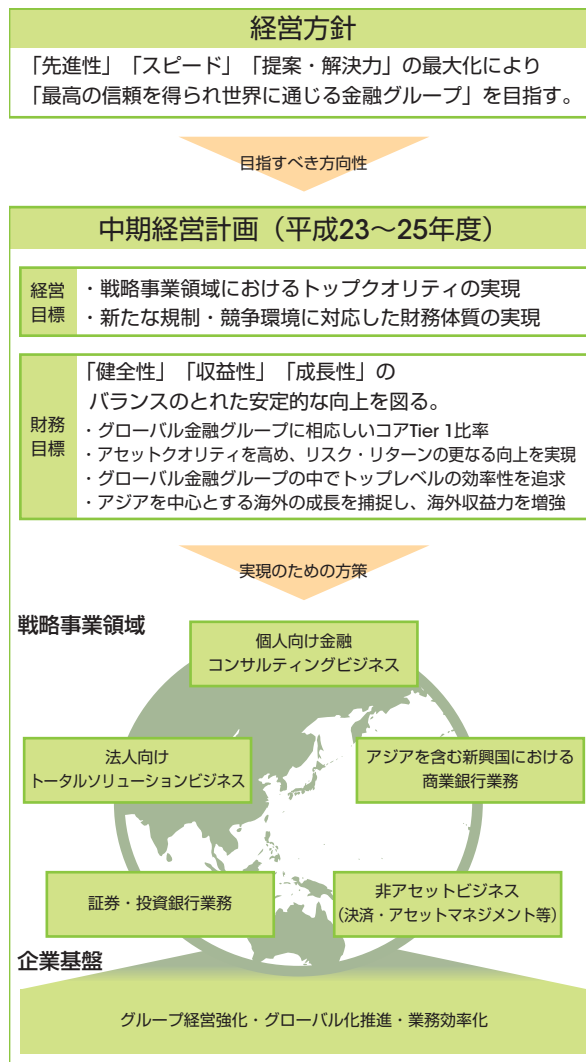 経営方針
「先進性」「スピード」「提案・解決力」の最大化により
「最高の信頼を得られ世界に通じる金融グループ」を目指す。
目指すべき方向性
中期経営計画（平成23〜25年度）
経営
目標
・戦略事業領域におけるトップクオリティの実現
・新たな規制・競争環境に対応した財務体質の実現
財務
目標
「健全性」「収益性」「成長性」の
バランスのとれた安定的な向上を図る。
・グローバル金融グループに相応しいコアTier 1比率
・アセットクオリティを高め、リスク・リターンの更なる向上を実現
・グローバル金融グループの中でトップレベルの効率性を追求
・アジアを中心とする海外の成長を捕捉し、海外収益力を増強
実現のための方策
戦略事業領域
個人向け金融
コンサルティングビジネス
法人向け
トータルソリューションビジネス
アジアを含む新興国における
商業銀行業務
証券・投資銀行業務
非アセットビジネス
（決済・アセットマネジメント等）
企業基盤
グループ経営強化・グローバル化推進・業務効率化